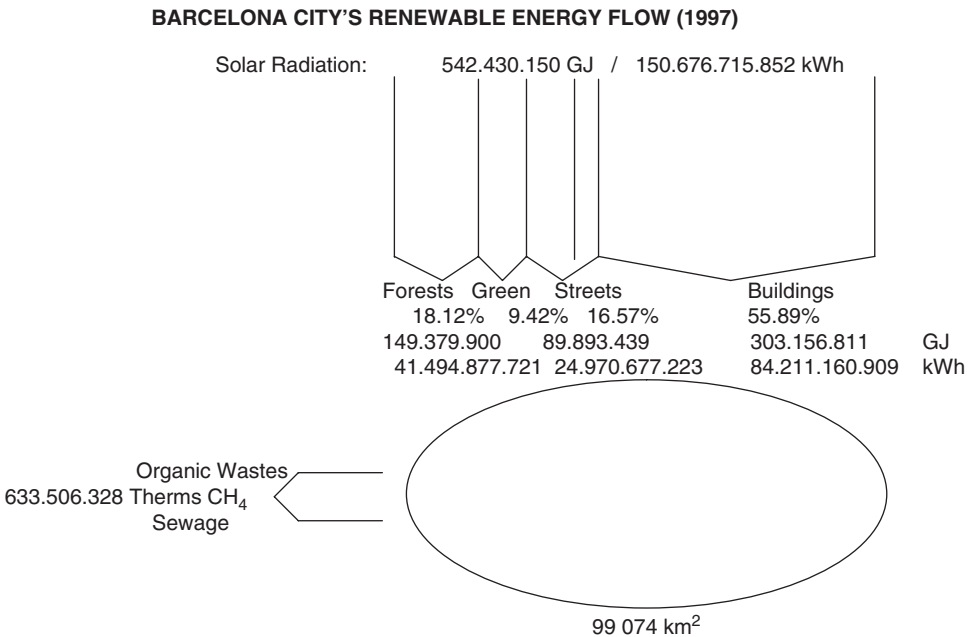 BARCELONA CITY'S RENEWABLE ENERGY FLOW (1997)
Solar Radiation: 542.430.150 GJ / 150.676.715.852 kWh
Forests Green Streets Buildings
18.12% 9.42% 16.57% 55.89%
149.379.900 89.893.439 303.156.811 GJ
41.494.877.721 24.970.677.223 84.211.160.909 kWh
Organic Wastes
633.506.328 Therms CH4
Sewage
99 074 km2